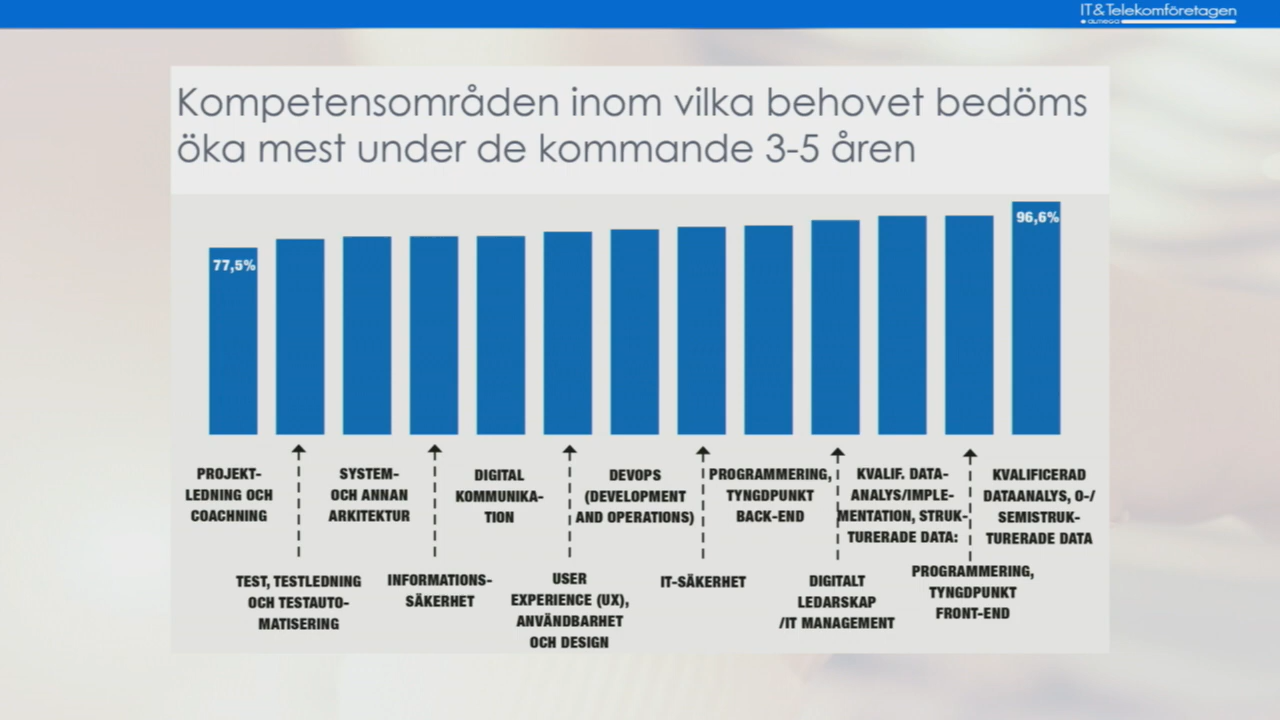 IT&Telekomföretagen
ALMEGA
Kompetensområden inom vilka behovet bedöms
öka mest under de kommande 3-5 åren
77,5%
96,6%
PROJEKT-
LEDNING OCH
COACHNING
TEST, TESTLEDNING
OCH TESTAUTO-
MATISERING
SYSTEM-
OCH ANNAN
ARKITEKTUR
INFORMATIONS-
SÄKERHET
DIGITAL
KOMMUNIKA-
TION
USER
EXPERIENCE (UX),
ANVÄNDBARHET
OCH DESIGN
DEVOPS
(DEVELOPMENT
AND OPERATIONS)
IT-SÄKERHET
PROGRAMMERING,
TYNGDPUNKT
BACK-END
DIGITALT
LEDARSKAP
/IT MANAGEMENT
KVALIF. DATA-
ANALYS/IMPLE-
MENTATION, STRUK-
TURERADE DATA:
PROGRAMMERING,
TYNGDPUNKT
FRONT-END
KVALIFICERAD
DATAANALYS, O-/
SEMISTRUK-
TURERADE DATA